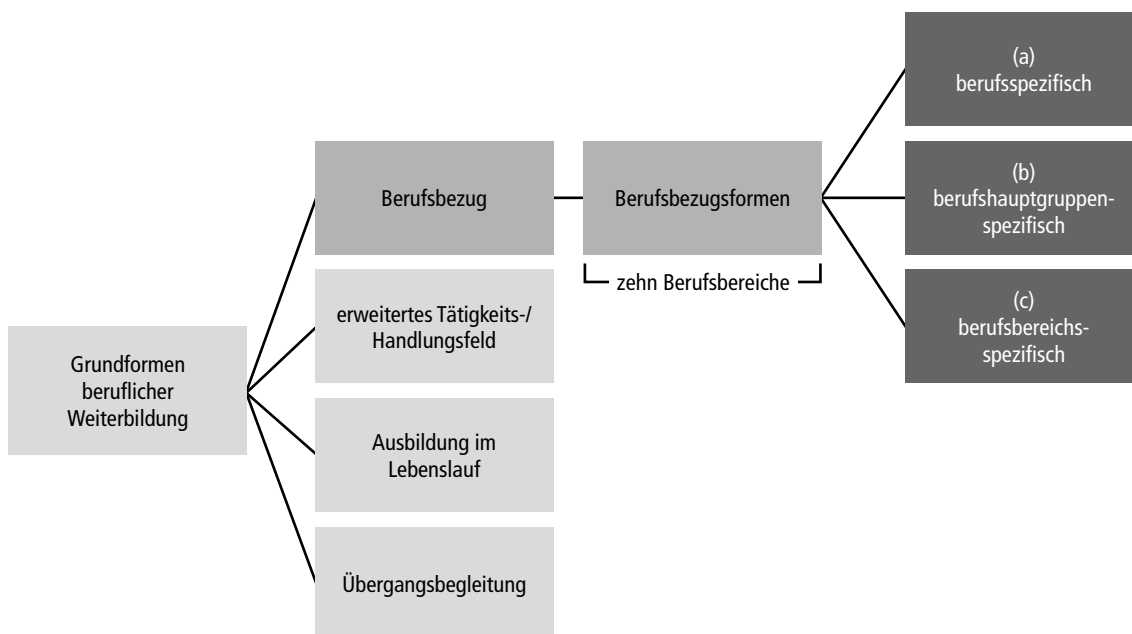 Grundformen
beruflicher
Weiterbildung
Berufsbezug
erweitertes Tätigkeits-/
Handlungsfeld
Ausbildung im
Lebenslauf
Übergangsbegleitung
Berufsbezugsformen
zehn Berufsbereiche
(a)
berufsspezifisch
(b)
berufshauptgruppen-
spezifisch
(c)
berufsbereichs-
spezifisch